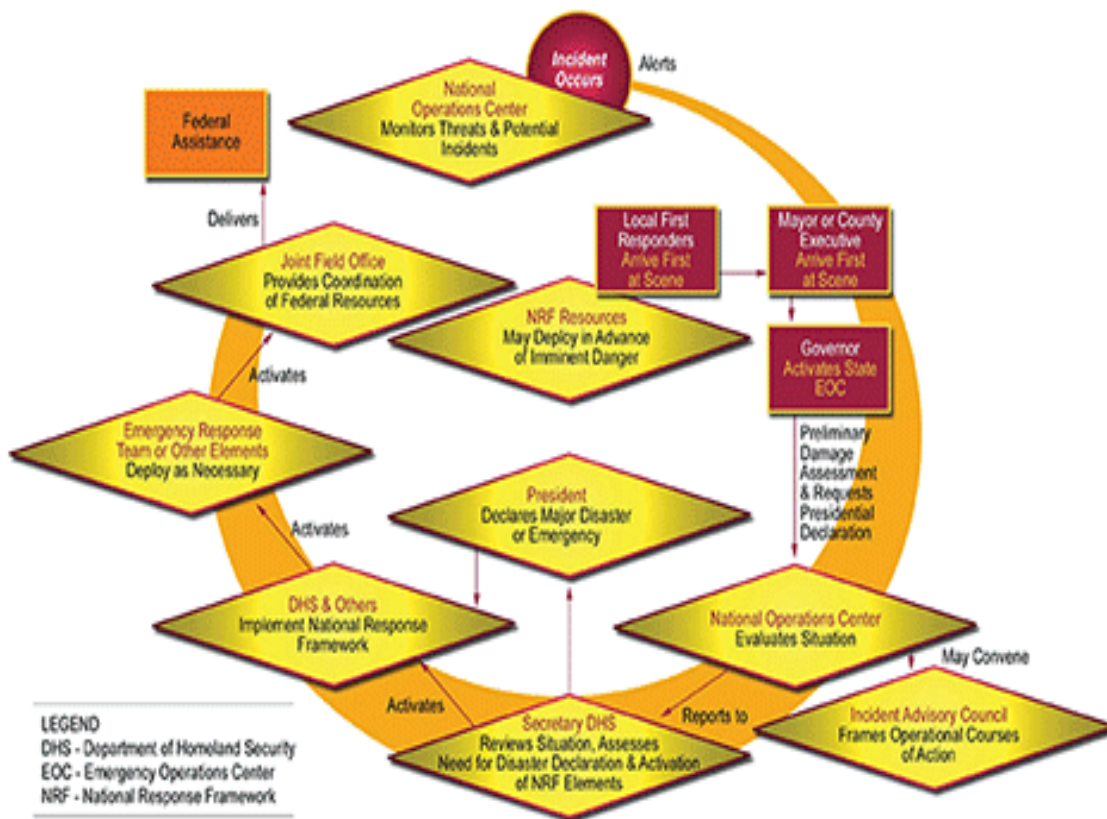 Incident
Occurs
Alerts
National
Operations Center
Monitors Threats & Potential
Incidents
Federal
Assistance
Delivers
Local First
Responders
Arrive First
at Scene
Mayor or County
Executive
Arrive First
at Scene
Joint Field Office
Provides Coordination
of Federal Resources
NRF Resources
May Deploy in Advance
of Imminent Danger
Governor
Activates State
EOC
Activates
Emergency Response
Team or Other Elements
Deploy as Necessary
Preliminary
Damage
Assessment
& Requests
Presidential
Declaration
President
Declares Major Disaster
or Emergency
Activates
DHS & Others
Implement National Response
Framework
National Operations Center
Evaluates Situation
May Convene
Activates
Secretary DHS
Reviews Situation, Assesses
Need for Disaster Declaration & Activation
of NRF Elements
Reports to
Incident Advisory Council
Frames Operational Courses
of Action
LEGEND
DHS - Department of Homeland Security
EOC - Emergency Operations Center
NRF - National Response Framework